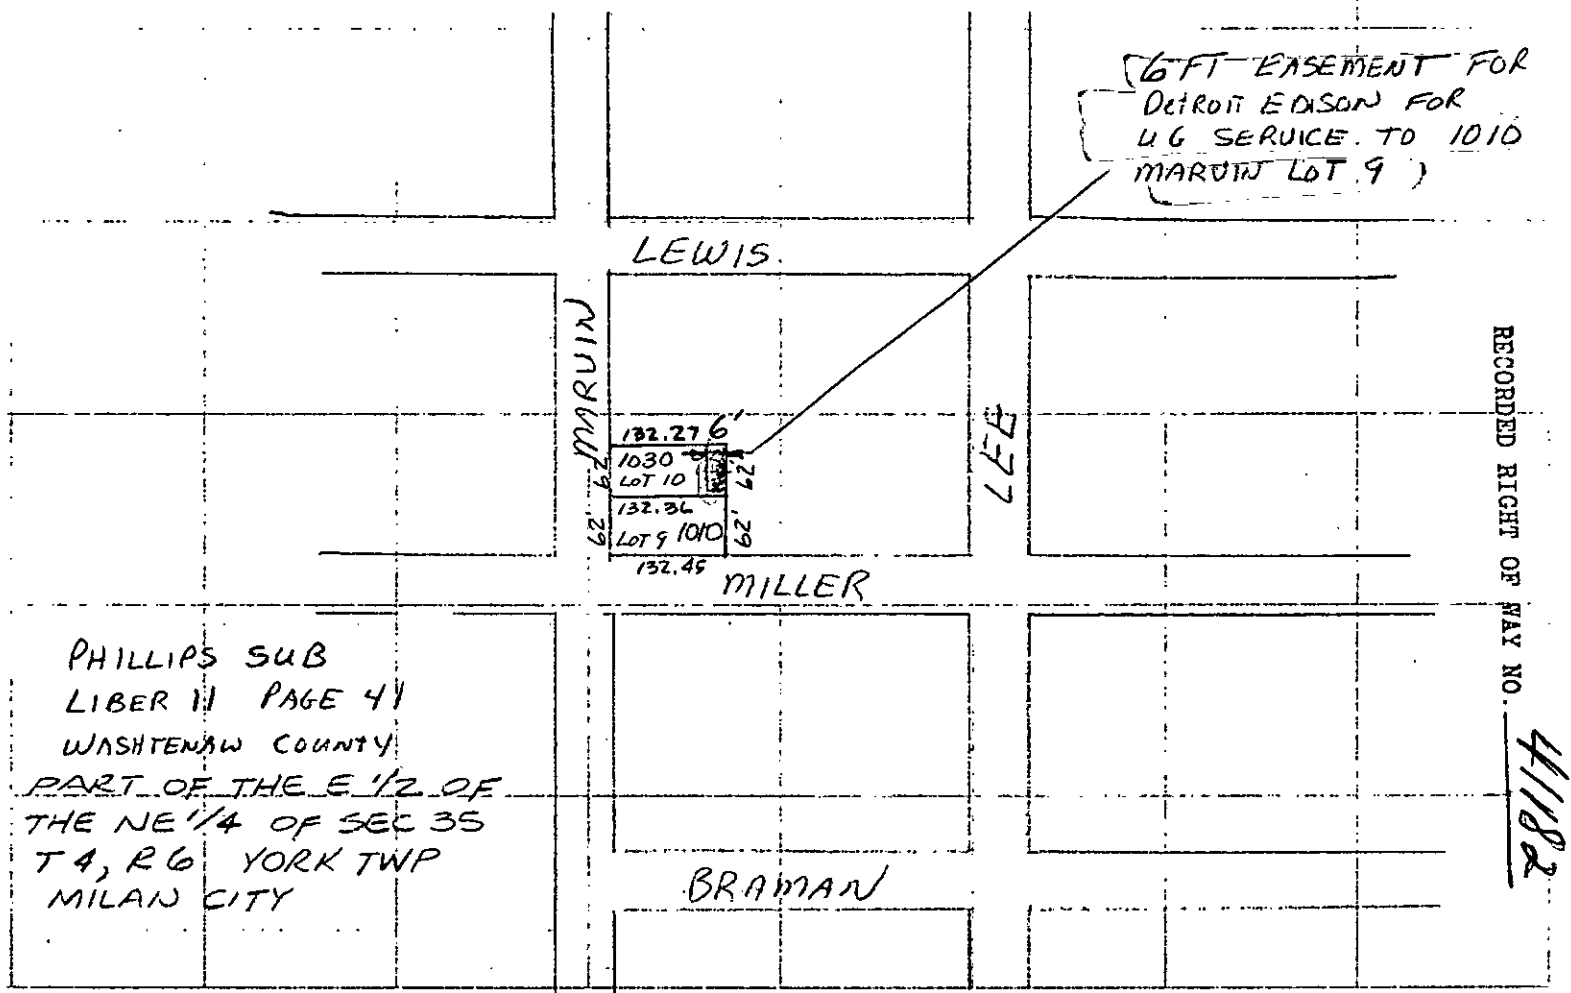 6 FT EASEMENT FOR
DETROIT EDISON FOR
UG SERVICE. TO 1010
MARVIN LOT 9 )
LEWIS
MARVIN
LEE
132.27 6'
1030
LOT 10
62'
62'
132.36
LOT 9 1010
62'
62'
132.45
MILLER
PHILLIPS SUB
LIBER 11 PAGE 41
WASHTENAW COUNTY
PART OF THE E 1/2 OF
THE NE 1/4 OF SEC 35
T 4, R 6 YORK TWP
MILAN CITY
BRAMAN
RECORDED RIGHT OF WAY NO. 41182